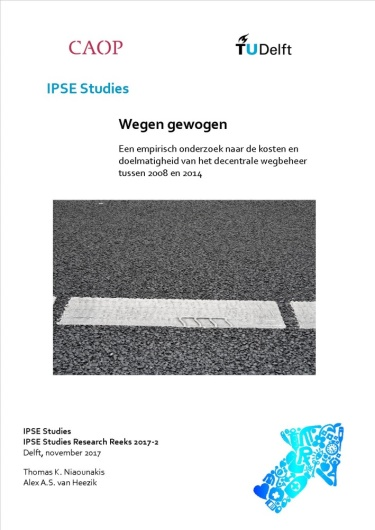 CAOP
TUDelft
IPSE Studies
Wegen gewogen
Een empirisch onderzoek naar de kosten en
doelmatigheid van het decentrale wegbeheer
tussen 2008 en 2014
IPSE Studies
IPSE Studies Research Reeks 2017-2
Delft, november 2017
Thomas K. Niaounakis
Alex A.S. van Heezik